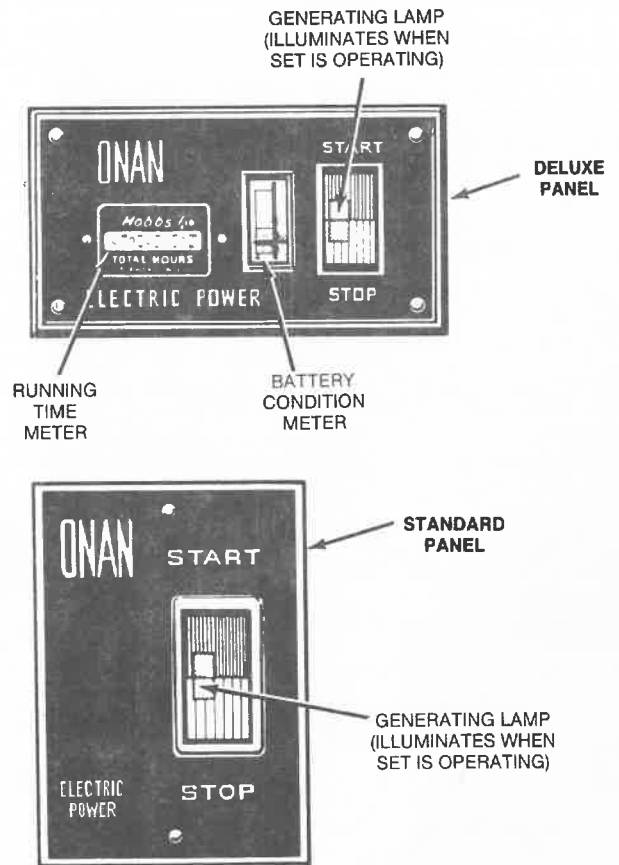 GENERATING LAMP
(ILLUMINATES WHEN
SET IS OPERATING)
ONAN
START
DELUXE
PANEL
Hobbs
TOTAL HOURS
ELECTRIC POWER
STOP
RUNNING
TIME
METER
BATTERY
CONDITION
METER
ONAN
START
STANDARD
PANEL
GENERATING LAMP
(ILLUMINATES WHEN
SET IS OPERATING)
ELECTRIC
POWER
STOP